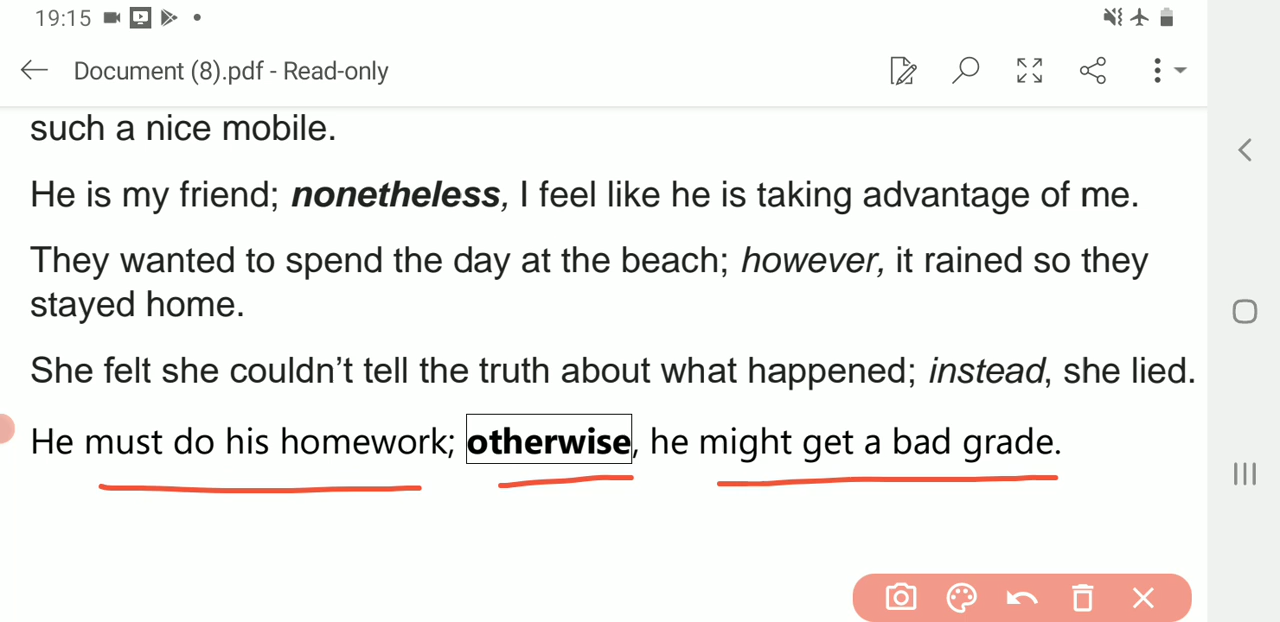 19:15
Document (8).pdf - Read-only
such a nice mobile.
He is my friend; nonetheless, I feel like he is taking advantage of me.
They wanted to spend the day at the beach; however, it rained so they
stayed home.
She felt she couldn’t tell the truth about what happened; instead, she lied.
He must do his homework; otherwise, he might get a bad grade.